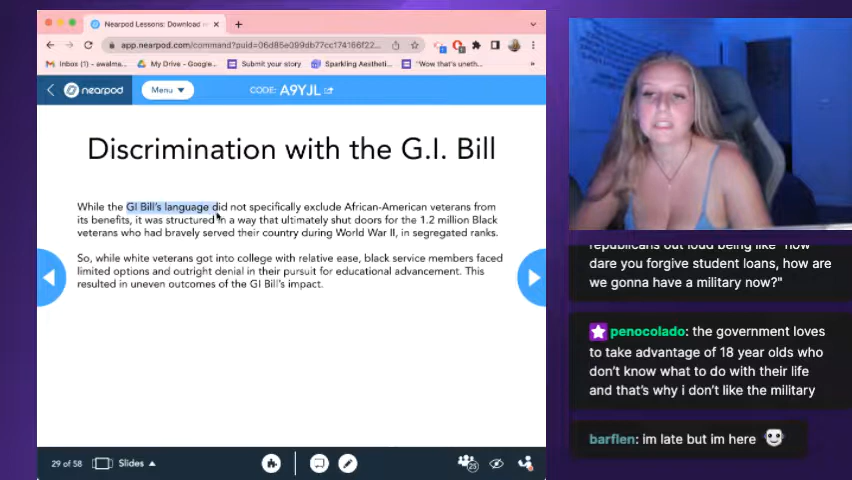 Nearpod Lessons: Download r
app.nearpod.com/command?puid=06d85e099db77cc174166f22...
Inbox (0) - awalma...
My Drive - Google...
Submit your story
Sparkling Aestheti...
"Wow that's uneth...
nearpod
Menu
CODE: A9YJL
Discrimination with the G.I. Bill
While the GI Bill's language did not specifically exclude African-American veterans from
its benefits, it was structured in a way that ultimately shut doors for the 1.2 million Black
veterans who had bravely served their country during World War II, in segregated ranks.
So, while white veterans got into college with relative ease, black service members faced
limited options and outright denial in their pursuit for educational advancement. This
resulted in uneven outcomes of the GI Bill's impact.
29 of 58
Slides
25
republicans out loud being like "how
dare you forgive student loans, how are
we gonna have a military now?"
penocolado: the government loves
to take advantage of 18 year olds who
don't know what to do with their life
and that's why i don't like the military
barflen: im late but im here